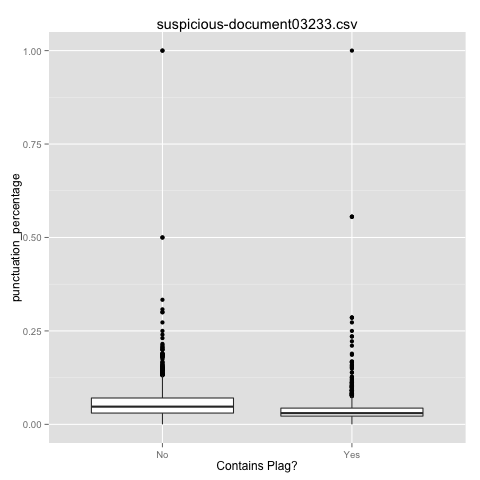 suspicious-document03233.csv
1.00
0.75
0.50
0.25
0.00
punctuation_percentage
No
Yes
Contains Plag?